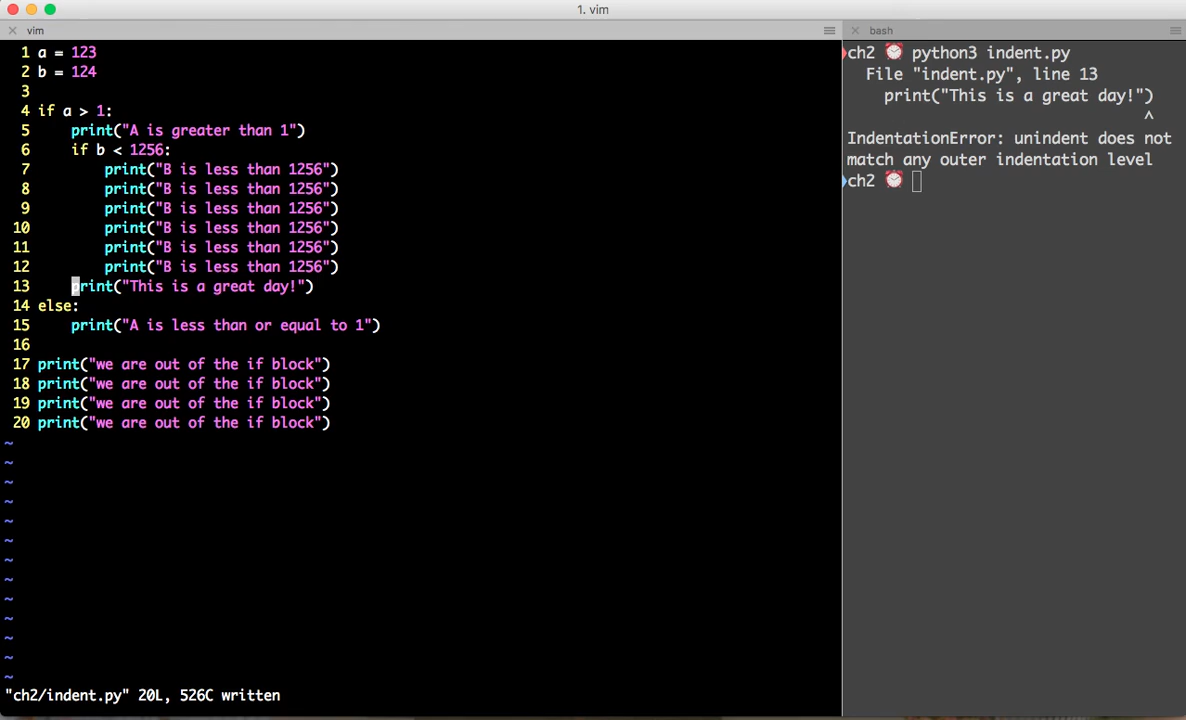 1. vim
vim
1 a = 123
2 b = 124
3
4 if a > 1:
5     print("A is greater than 1")
6     if b < 1256:
7         print("B is less than 1256")
8         print("B is less than 1256")
9         print("B is less than 1256")
10         print("B is less than 1256")
11         print("B is less than 1256")
12         print("B is less than 1256")
13     print("This is a great day!")
14 else:
15     print("A is less than or equal to 1")
16
17 print("we are out of the if block")
18 print("we are out of the if block")
19 print("we are out of the if block")
20 print("we are out of the if block")
~
~
~
~
~
~
~
~
~
~
~
~
~
"ch2/indent.py" 20L, 526C written
bash
ch2 ⏰ python3 indent.py
  File "indent.py", line 13
    print("This is a great day!")
                                ^
IndentationError: unindent does not
match any outer indentation level
ch2 ⏰